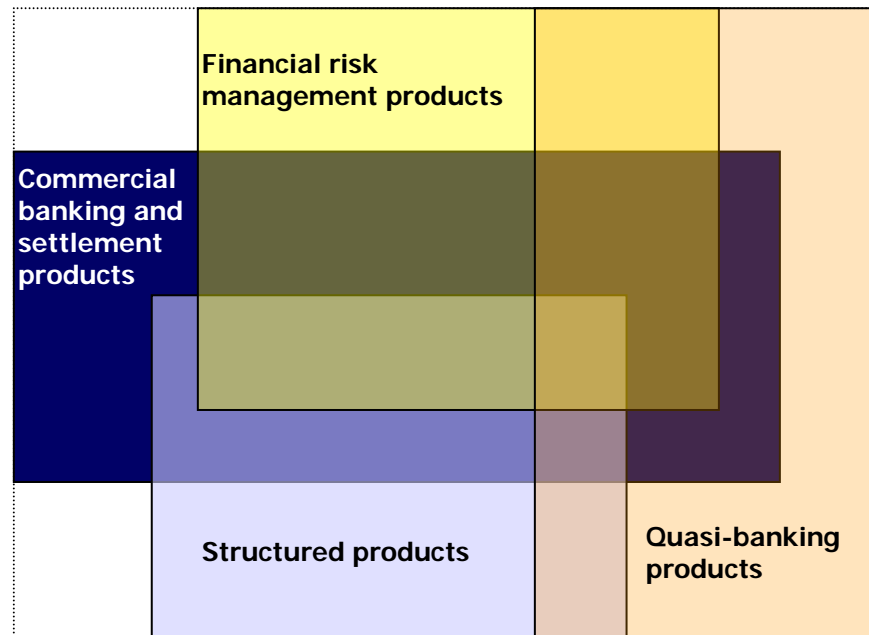 Financial risk
management products
Commercial
banking and
settlement
products
Structured products
Quasi-banking
products